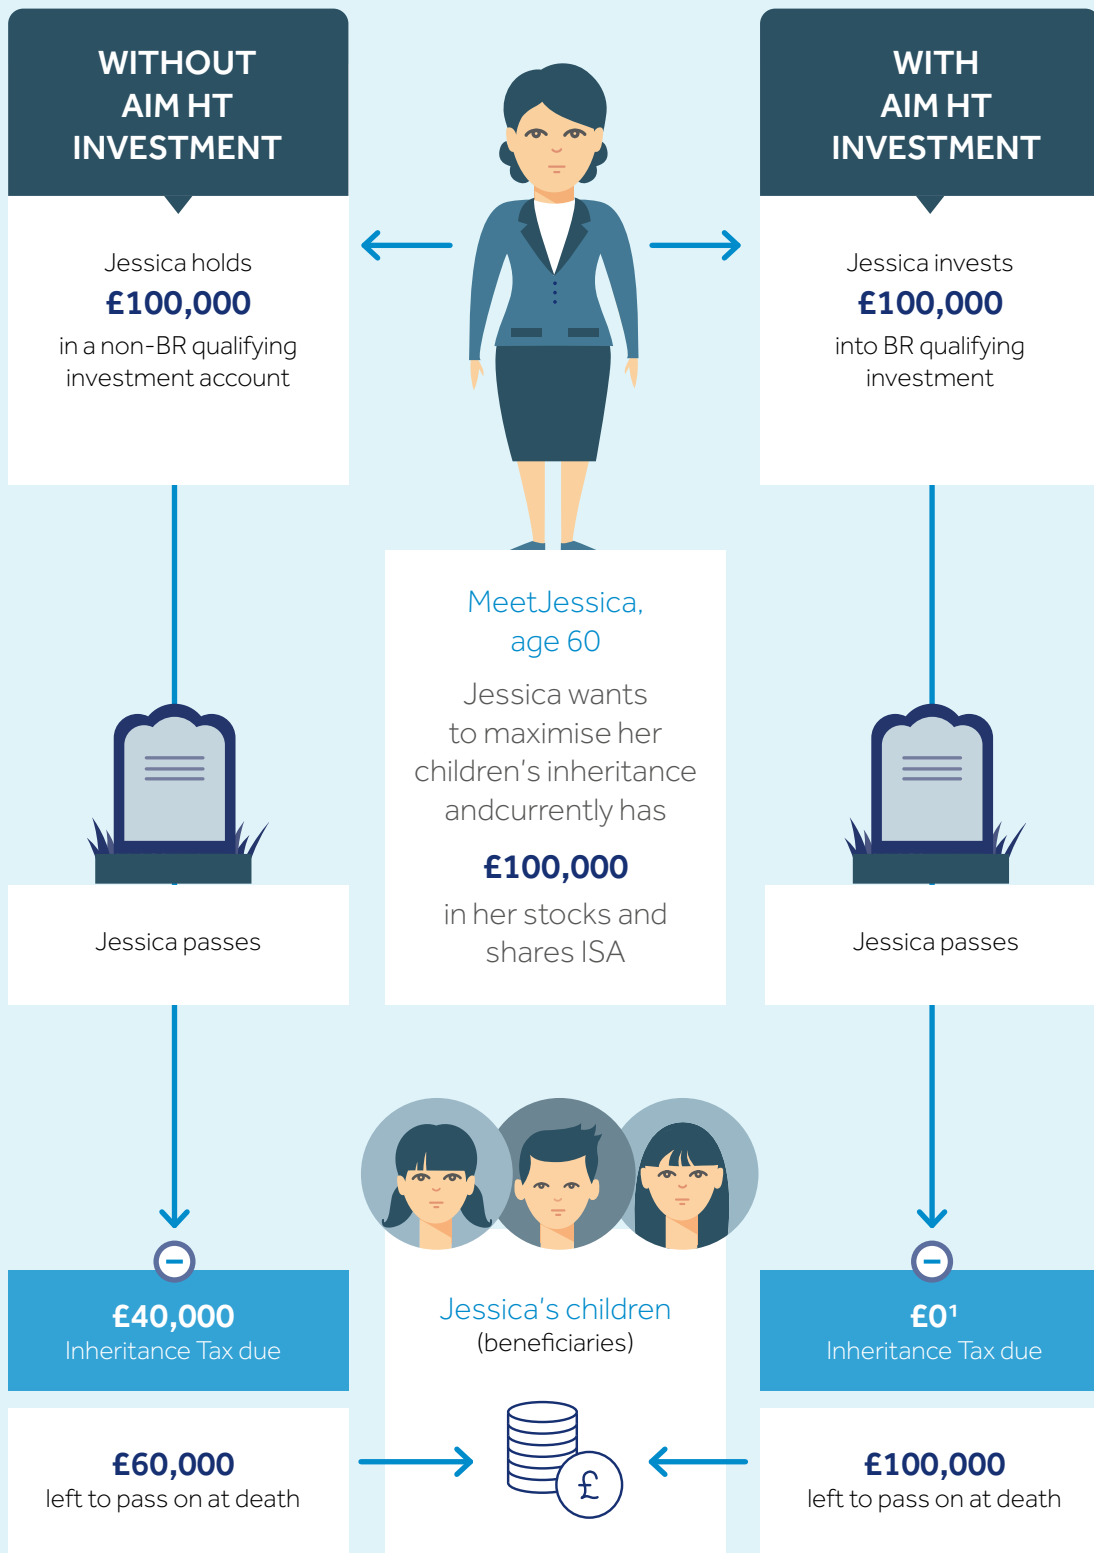 WITHOUT
AIM HT
INVESTMENT
Jessica holds
£100,000
in a non-BR qualifying
investment account
Jessica passes
£40,000
Inheritance Tax due
£60,000
left to pass on at death
MeetJessica,
age 60
Jessica wants
to maximise her
children's inheritance
andcurrently has
£100,000
in her stocks and
shares ISA
Jessica's children
(beneficiaries)
£
WITH
AIM HT
INVESTMENT
Jessica invests
£100,000
into BR qualifying
investment
Jessica passes
£0¹
Inheritance Tax due
£100,000
left to pass on at death